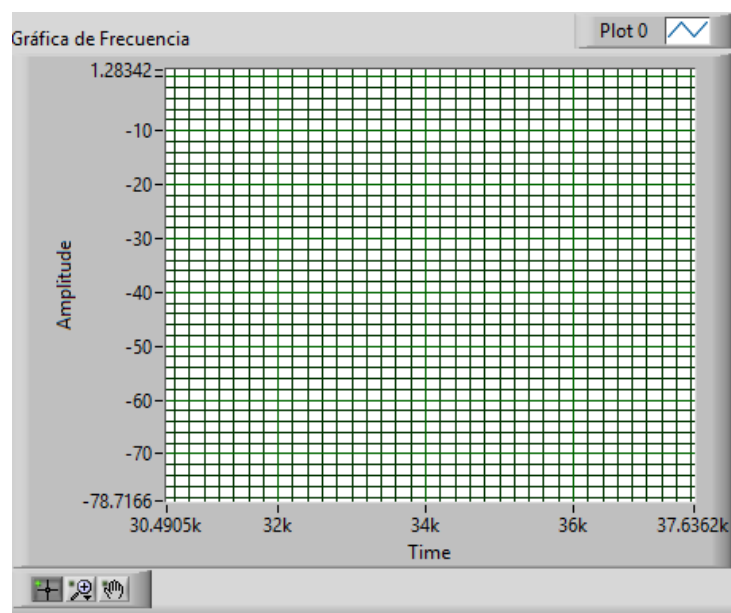 Gráfica de Frecuencia
Plot 0
1.28342
-10
-20
-30
-40
-50
-60
-70
-78.7166
Amplitude
30.4905k 32k 34k 36k 37.6362k
Time